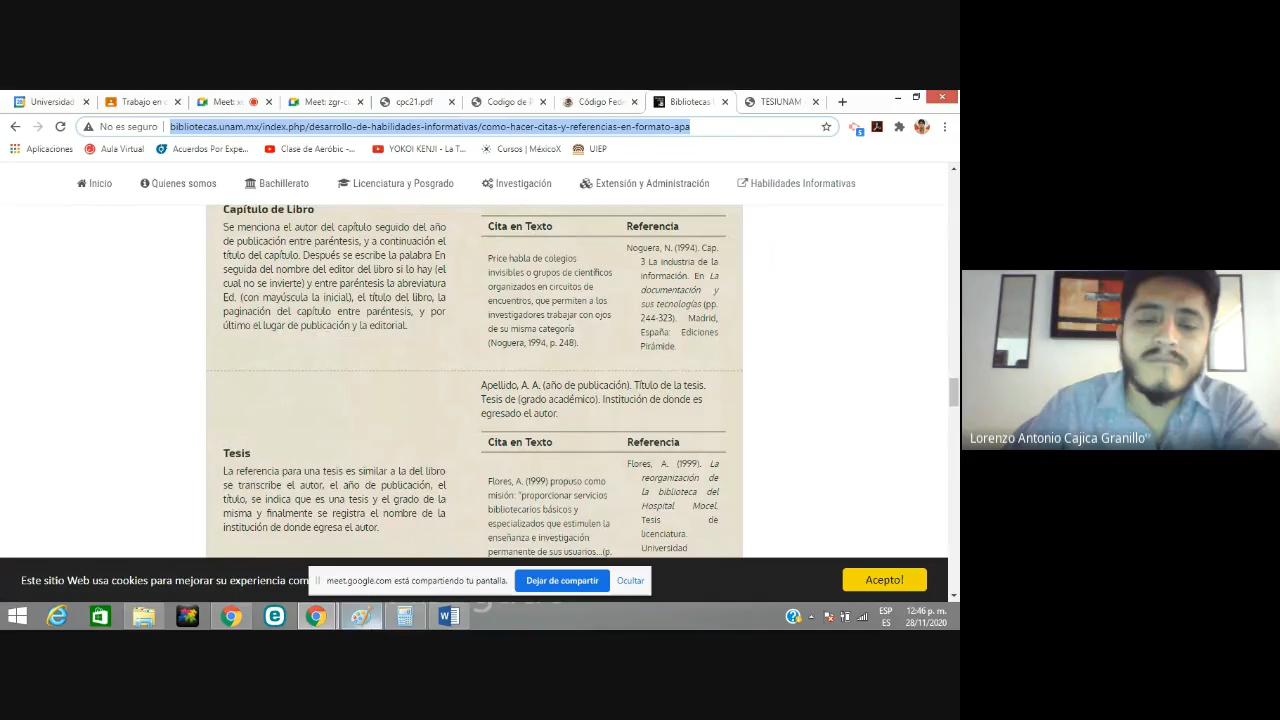 Universidad
Trabajo en c
Meet: x
Meet: zgr-c
cpc21.pdf
Codigo de P
Código Fede
Bibliotecas
TESIUNAM
No es seguro
bibliotecas.unam.mx/index.php/desarrollo-de-habilidades-informativas/como-hacer-citas-y-referencias-en-formato-apa
5
Aplicaciones
Aula Virtual
Acuerdos Por Expe...
Clase de Aeróbic -...
YOKOI KENJI - La T...
Cursos | MéxicoX
UIEP
Inicio
Quienes somos
Bachillerato
Licenciatura y Posgrado
Investigación
Extensión y Administración
Habilidades Informativas
Capítulo de Libro
Se menciona el autor del capítulo seguido del año
de publicación entre paréntesis, y a continuación el
título del capítulo. Después se escribe la palabra En
seguida del nombre del editor del libro si lo hay (el
cual no se invierte) y entre paréntesis la abreviatura
Ed. (con mayúscula la inicial), el título del libro, la
paginación del capítulo entre paréntesis, y por
último el lugar de publicación y la editorial.
Cita en Texto
Price habla de colegios
invisibles o grupos de científicos
organizados en circuitos de
encuentros, que permiten a los
investigadores trabajar con ojos
de su misma categoría
(Noguera, 1994, p. 248).
Referencia
Noguera, N. (1994). Cap.
3 La industria de la
información. En La
documentación y
sus tecnologías (pp.
244-323). Madrid,
España: Ediciones
Pirámide.
Tesis
La referencia para una tesis es similar a la del libro
se transcribe el autor, el año de publicación, el
título, se indica que es una tesis y el grado de la
misma y finalmente se registra el nombre de la
institución de donde egresa el autor.
Apellido, A. A. (año de publicación). Título de la tesis.
Tesis de (grado académico). Institución de donde es
egresado el autor.
Cita en Texto
Flores, A. (1999) propuso como
misión: "proporcionar servicios
bibliotecarios básicos y
especializados que estimulen la
enseñanza e investigación
permanente de sus usuarios...(p.
Referencia
Flores, A. (1999). La
reorganización de
la biblioteca del
Hospital Mocel.
Tesis de
licenciatura.
Universidad
Este sitio Web usa cookies para mejorar su experiencia com
meet.google.com está compartiendo tu pantalla.
Dejar de compartir
Ocultar
Acepto!
ESP
ES
12:46 p. m.
28/11/2020
Lorenzo Antonio Cajica Granillo